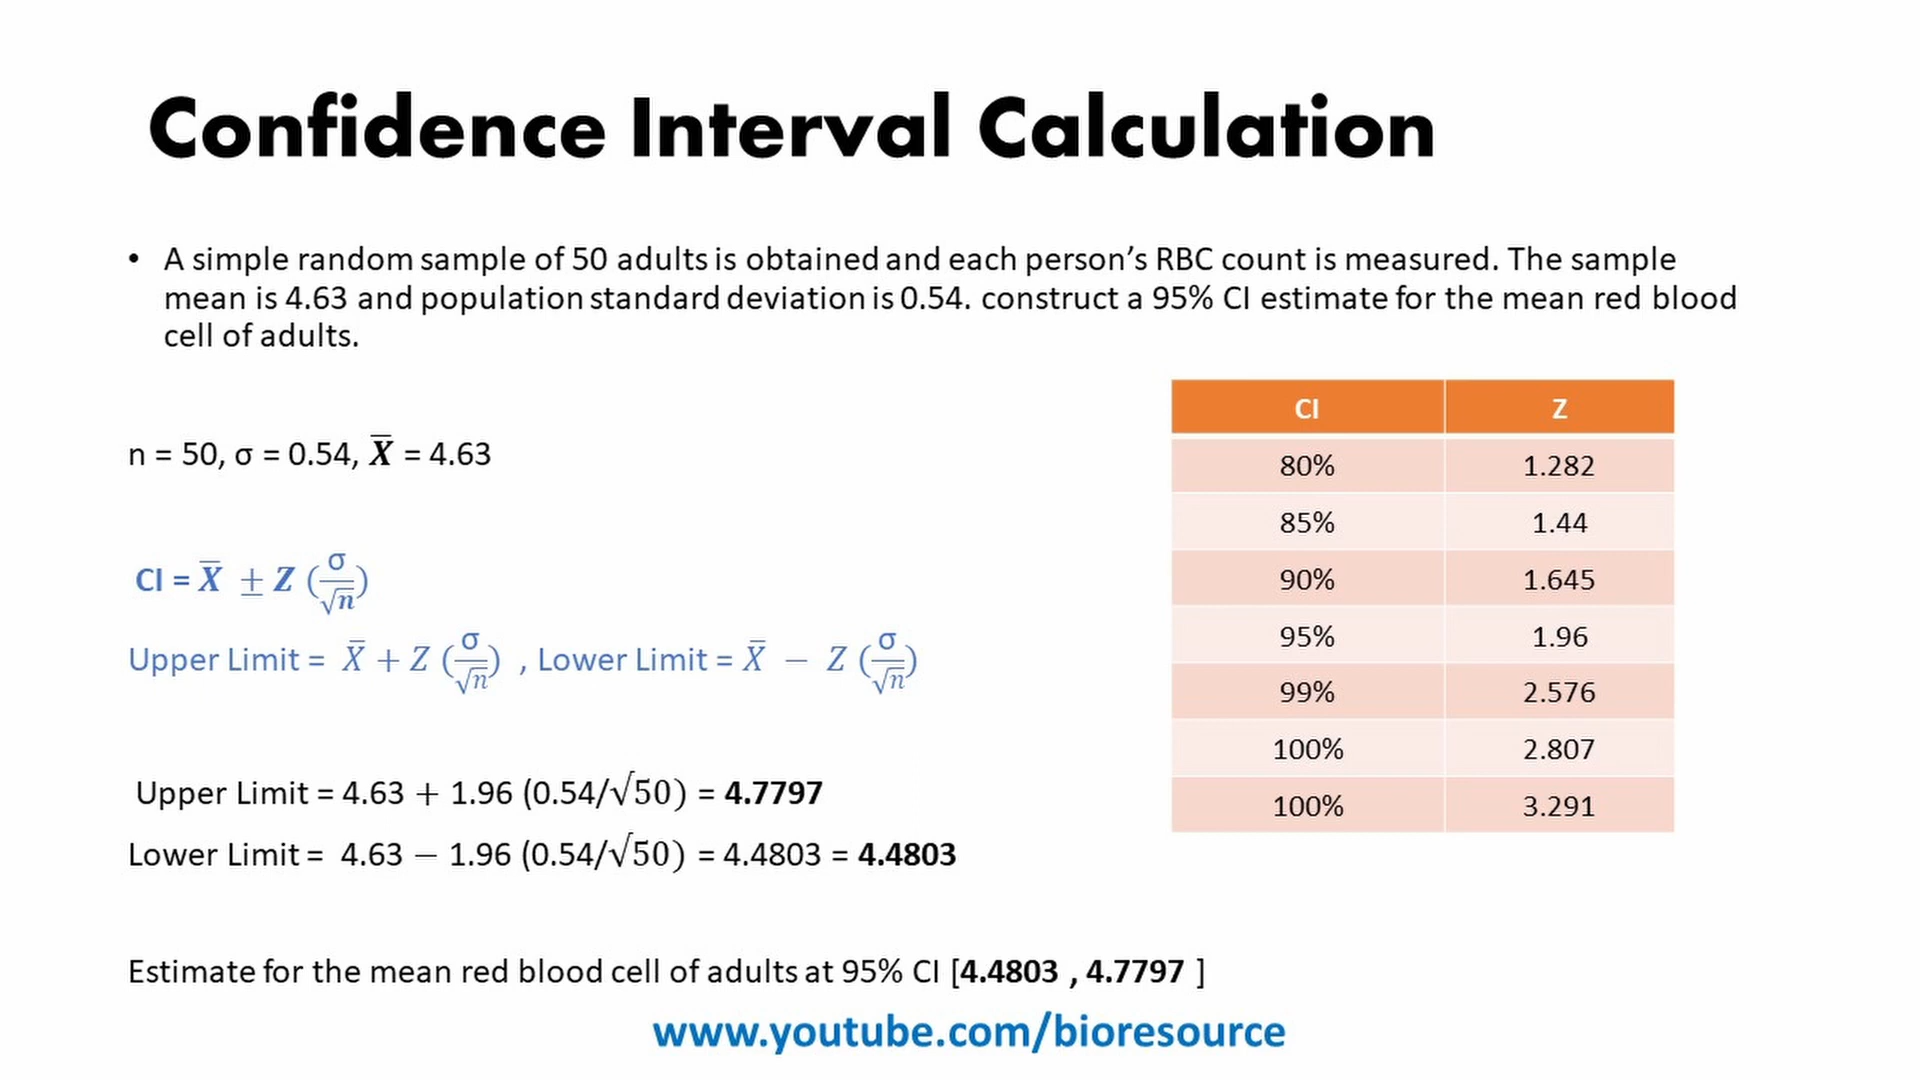 Confidence Interval Calculation
• A simple random sample of 50 adults is obtained and each person’s RBC count is measured. The sample
mean is 4.63 and population standard deviation is 0.54. construct a 95% CI estimate for the mean red blood
cell of adults.
n = 50, σ = 0.54, X̅ = 4.63
CI = X̅ ± Z (σ/√n)
Upper Limit = X̅ + Z (σ/√n) , Lower Limit = X̅ − Z (σ/√n)
Upper Limit = 4.63 + 1.96 (0.54/√50) = 4.7797
Lower Limit = 4.63 − 1.96 (0.54/√50) = 4.4803 = 4.4803
CI Z
80% 1.282
85% 1.44
90% 1.645
95% 1.96
99% 2.576
100% 2.807
100% 3.291
Estimate for the mean red blood cell of adults at 95% CI [4.4803 , 4.7797 ]
www.youtube.com/bioresource